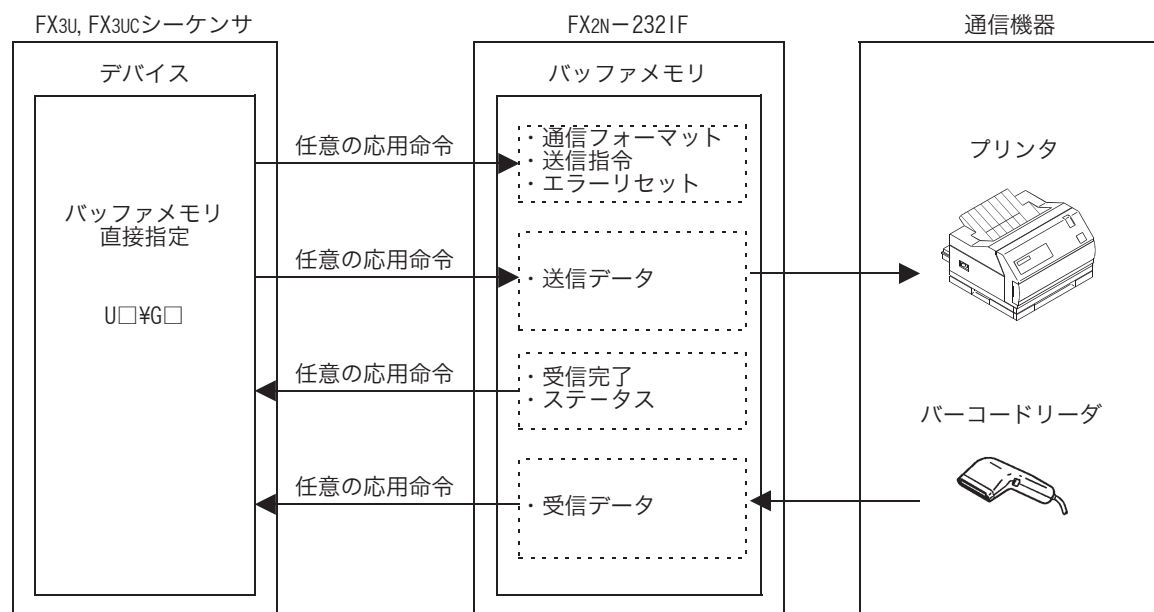 FX3U, FX3UCシーケンサ
FX2N－232IF
通信機器
デバイス
バッファメモリ
直接指定
U□¥G□
任意の応用命令
任意の応用命令
任意の応用命令
任意の応用命令
バッファメモリ
・通信フォーマット
・送信指令
・エラーリセット
・送信データ
・受信完了
・ステータス
・受信データ
プリンタ
バーコードリーダ